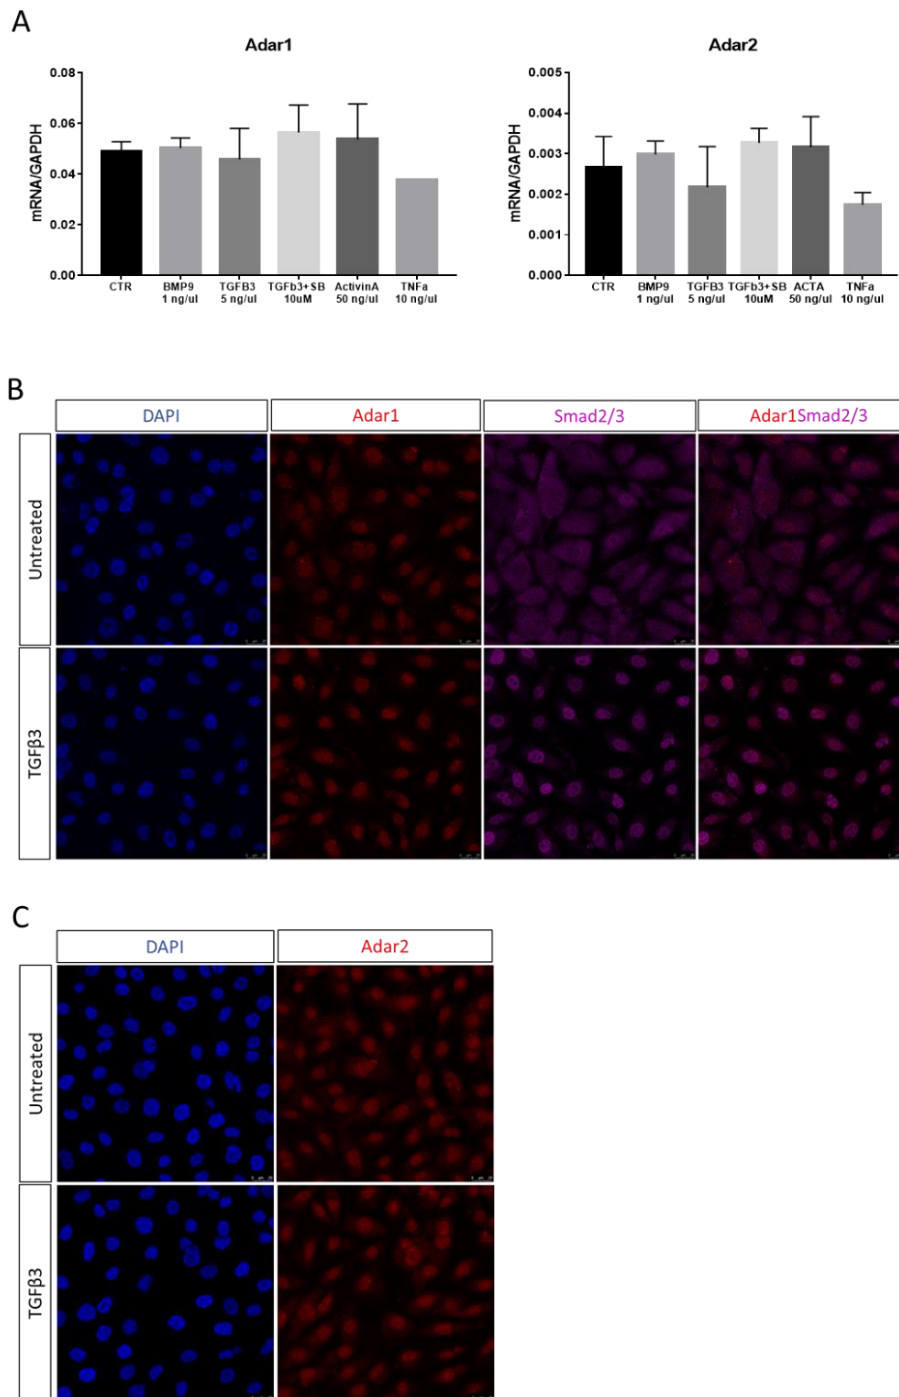 A
Adar1
Adar2
mRNA/GAPDH
0.08
0.06
0.04
0.02
0.00
CTR
BMP9
1 ng/ul
TGFB3
5 ng/ul
TGFb3+SB
10uM
ActivinA
50 ng/ul
TNFa
10 ng/ul
mRNA/GAPDH
0.005
0.004
0.003
0.002
0.001
0.000
CTR
BMP9
1 ng/ul
TGFB3
5 ng/ul
TGFb3+SB
10uM
ACTA
50 ng/ul
TNFa
10 ng/ul
B
DAPI
Adar1
Smad2/3
Adar1Smad2/3
Untreated
TGFβ3
C
DAPI
Adar2
Untreated
TGFβ3